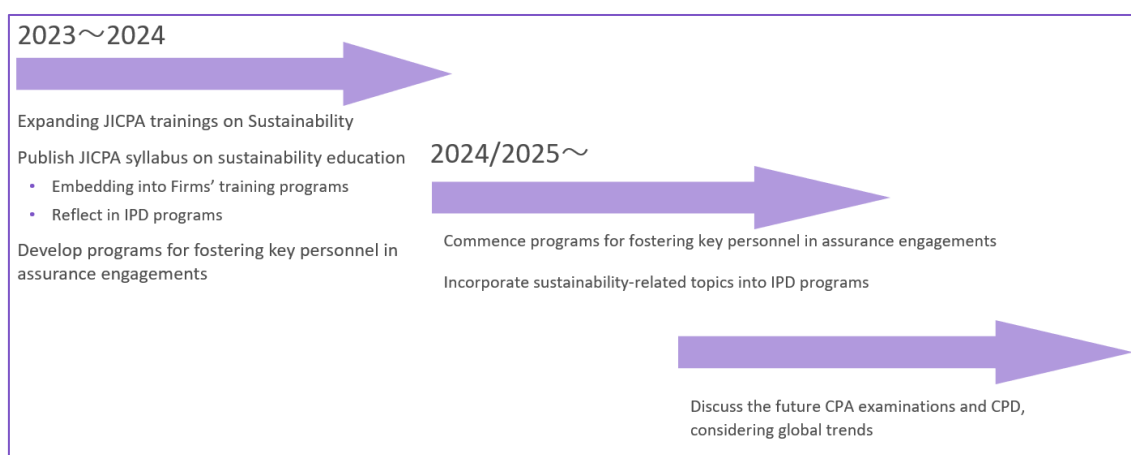 2023～2024
Expanding JICPA trainings on Sustainability
Publish JICPA syllabus on sustainability education
• Embedding into Firms’ training programs
• Reflect in IPD programs
Develop programs for fostering key personnel in
assurance engagements
2024/2025～
Commence programs for fostering key personnel in assurance engagements
Incorporate sustainability-related topics into IPD programs
Discuss the future CPA examinations and CPD,
considering global trends